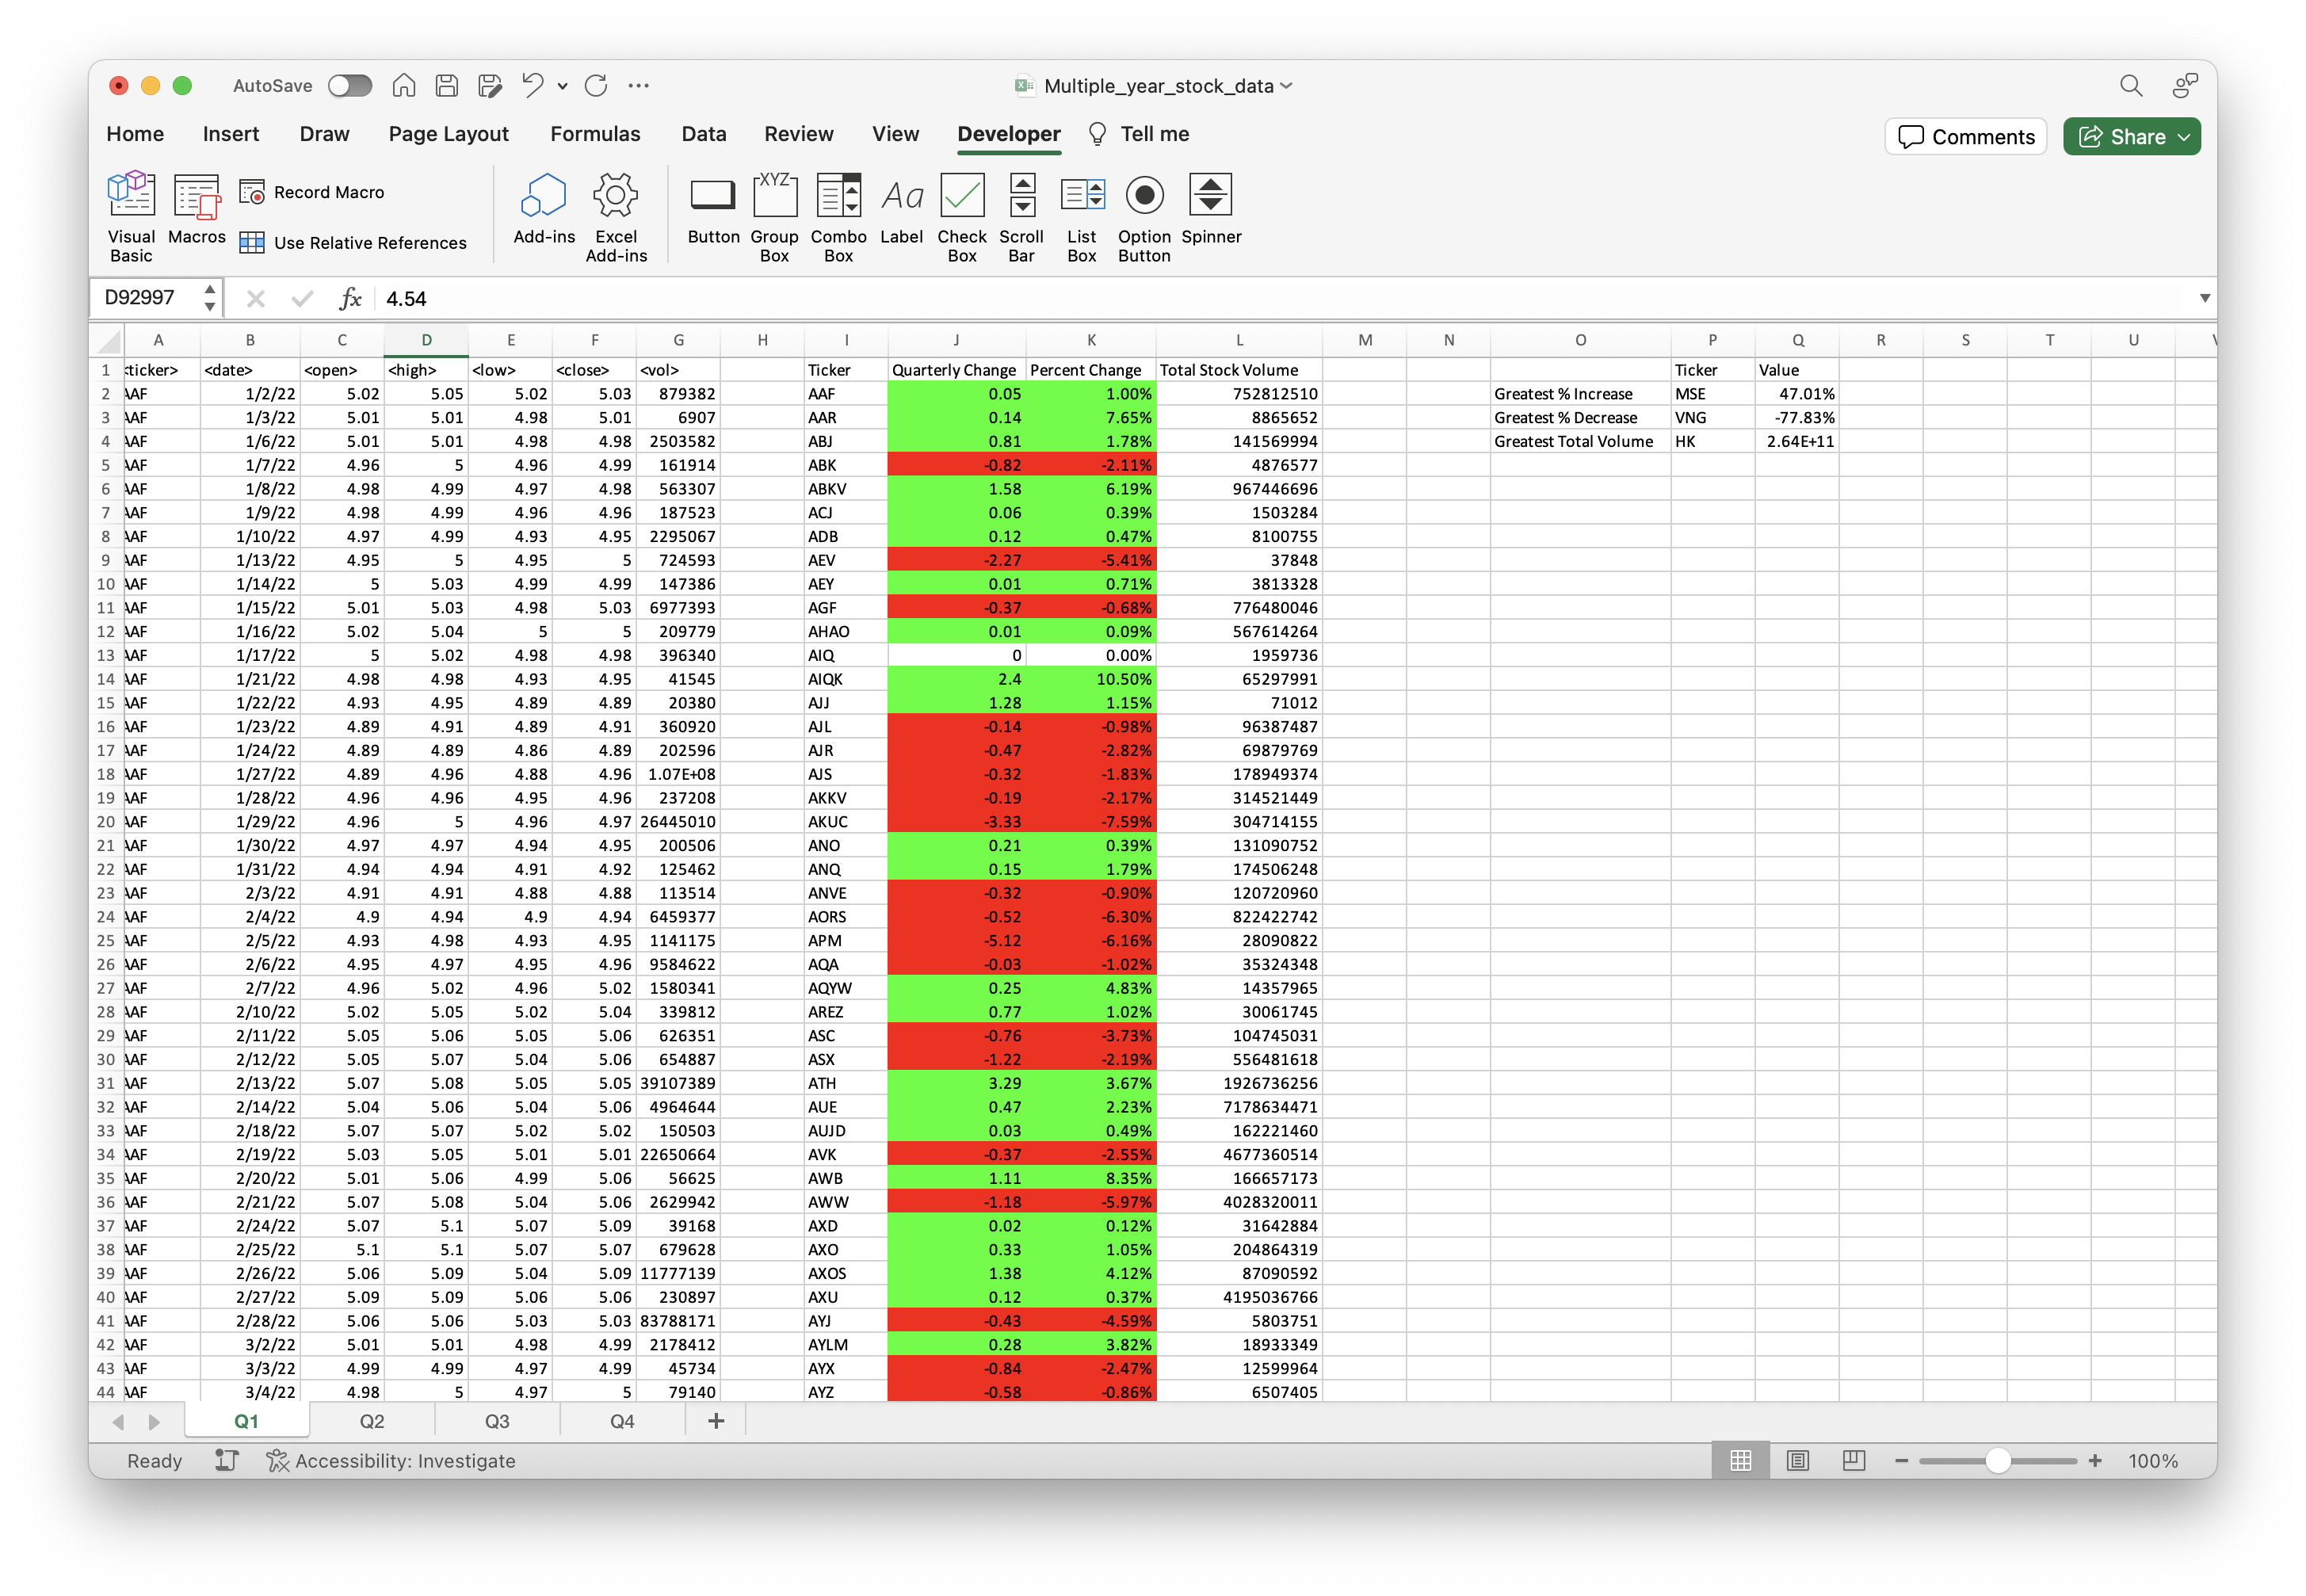 AutoSave Multiple_year_stock_data
Home Insert Draw Page Layout Formulas Data Review View Developer Tell me Comments Share
Visual Basic Macros Record Macro Use Relative References Add-ins Excel Add-ins Button Group Box Combo Box Label Check Box Scroll Bar List Box Option Button Spinner
XYZ Aa
D92997 fx 4.54
A B C D E F G H I J K L M N O P Q R S T U
1 <ticker> <date> <open> <high> <low> <close> <vol> Ticker Quarterly Change Percent Change Total Stock Volume Ticker Value
2 AAF 1/2/22 5.02 5.05 5.02 5.03 879382 AAF 0.05 1.00% 752812510 Greatest % Increase MSE 47.01%
3 AAF 1/3/22 5.01 5.01 4.98 5.01 6907 AAR 0.14 7.65% 8865652 Greatest % Decrease VNG -77.83%
4 AAF 1/6/22 5.01 5.01 4.98 4.98 2503582 ABJ 0.81 1.78% 141569994 Greatest Total Volume HK 2.64E+11
5 AAF 1/7/22 4.96 5 4.96 4.99 161914 ABK -0.82 -2.11% 4876577
6 AAF 1/8/22 4.98 4.99 4.97 4.98 563307 ABKV 1.58 6.19% 967446696
7 AAF 1/9/22 4.98 4.99 4.96 4.96 187523 ACJ 0.06 0.39% 1503284
8 AAF 1/10/22 4.97 4.99 4.93 4.95 2295067 ADB 0.12 0.47% 8100755
9 AAF 1/13/22 4.95 5 4.95 5 724593 AEV -2.27 -5.41% 37848
10 AAF 1/14/22 5 5.03 4.99 4.99 147386 AEY 0.01 0.71% 3813328
11 AAF 1/15/22 5.01 5.03 4.98 5.03 6977393 AGF -0.37 -0.68% 776480046
12 AAF 1/16/22 5.02 5.04 5 5 209779 AHAO 0.01 0.09% 567614264
13 AAF 1/17/22 5 5.02 4.98 4.98 396340 AIQ 0 0.00% 1959736
14 AAF 1/21/22 4.98 4.98 4.93 4.95 41545 AIQK 2.4 10.50% 65297991
15 AAF 1/22/22 4.93 4.95 4.89 4.89 20380 AJJ 1.28 1.15% 71012
16 AAF 1/23/22 4.89 4.91 4.89 4.91 360920 AJL -0.14 -0.98% 96387487
17 AAF 1/24/22 4.89 4.89 4.86 4.89 202596 AJR -0.47 -2.82% 69879769
18 AAF 1/27/22 4.89 4.96 4.88 4.96 1.07E+08 AJS -0.32 -1.83% 178949374
19 AAF 1/28/22 4.96 4.96 4.95 4.96 237208 AKKV -0.19 -2.17% 314521449
20 AAF 1/29/22 4.96 5 4.96 4.97 26445010 AKUC -3.33 -7.59% 304714155
21 AAF 1/30/22 4.97 4.97 4.94 4.95 200506 ANO 0.21 0.39% 131090752
22 AAF 1/31/22 4.94 4.94 4.91 4.92 125462 ANQ 0.15 1.79% 174506248
23 AAF 2/3/22 4.91 4.91 4.88 4.88 113514 ANVE -0.32 -0.90% 120720960
24 AAF 2/4/22 4.9 4.94 4.9 4.94 6459377 AORS -0.52 -6.30% 822422742
25 AAF 2/5/22 4.93 4.98 4.93 4.95 1141175 APM -5.12 -6.16% 28090822
26 AAF 2/6/22 4.95 4.97 4.95 4.96 9584622 AQA -0.03 -1.02% 35324348
27 AAF 2/7/22 4.96 5.02 4.96 5.02 1580341 AQYW 0.25 4.83% 14357965
28 AAF 2/10/22 5.02 5.05 5.02 5.04 339812 AREZ 0.77 1.02% 30061745
29 AAF 2/11/22 5.05 5.06 5.05 5.06 626351 ASC -0.76 -3.73% 104745031
30 AAF 2/12/22 5.05 5.07 5.04 5.06 654887 ASX -1.22 -2.19% 556481618
31 AAF 2/13/22 5.07 5.08 5.05 5.05 39107389 ATH 3.29 3.67% 1926736256
32 AAF 2/14/22 5.04 5.06 5.04 5.06 4964644 AUE 0.47 2.23% 7178634471
33 AAF 2/18/22 5.07 5.07 5.02 5.02 150503 AUJD 0.03 0.49% 162221460
34 AAF 2/19/22 5.03 5.05 5.01 5.01 22650664 AVK -0.37 -2.55% 4677360514
35 AAF 2/20/22 5.01 5.06 4.99 5.06 56625 AWB 1.11 8.35% 166657173
36 AAF 2/21/22 5.07 5.08 5.04 5.06 2629942 AWW -1.18 -5.97% 4028320011
37 AAF 2/24/22 5.07 5.1 5.07 5.09 39168 AXD 0.02 0.12% 31642884
38 AAF 2/25/22 5.1 5.1 5.07 5.07 679628 AXO 0.33 1.05% 204864319
39 AAF 2/26/22 5.06 5.09 5.04 5.09 11777139 AXOS 1.38 4.12% 87090592
40 AAF 2/27/22 5.09 5.09 5.06 5.06 230897 AXU 0.12 0.37% 4195036766
41 AAF 2/28/22 5.06 5.06 5.03 5.03 83788171 AYJ -0.43 -4.59% 5803751
42 AAF 3/2/22 5.01 5.01 4.98 4.99 2178412 AYLM 0.28 3.82% 18933349
43 AAF 3/3/22 4.99 4.99 4.97 4.99 45734 AYX -0.84 -2.47% 12599964
44 AAF 3/4/22 4.98 5 4.97 5 79140 AYZ -0.58 -0.86% 6507405
Q1 Q2 Q3 Q4 +
Ready Accessibility: Investigate 100%